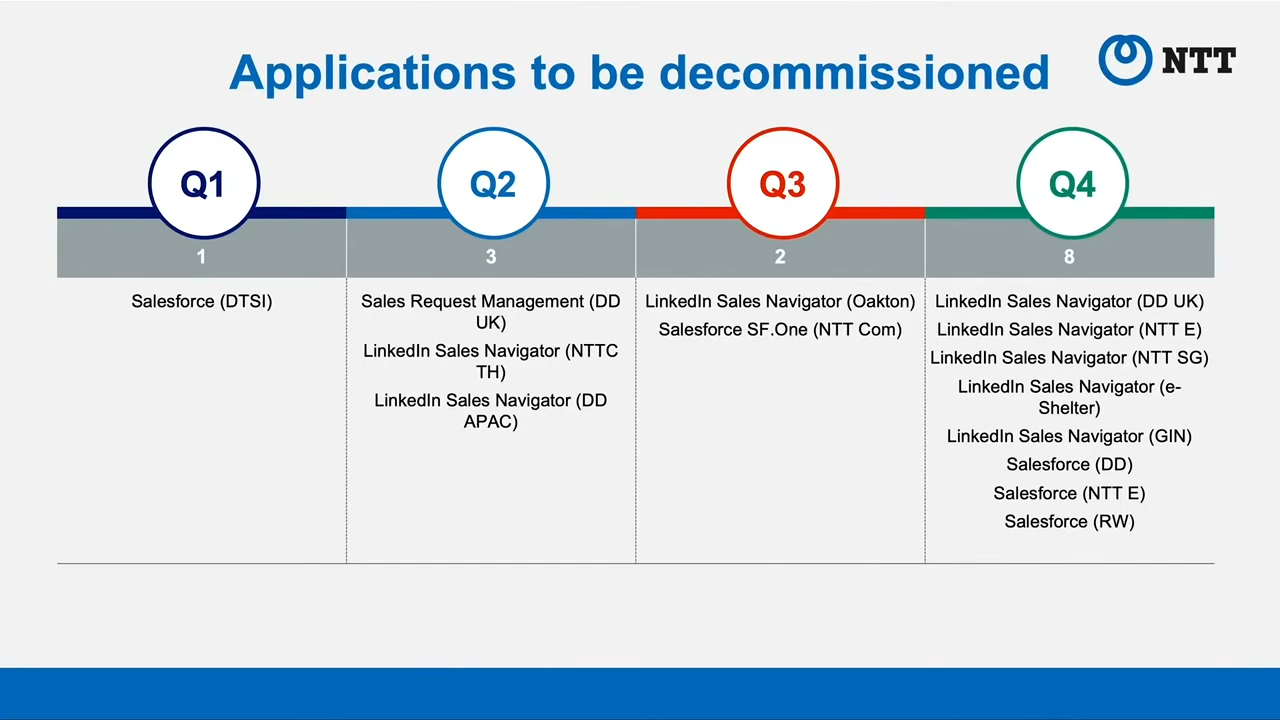 Applications to be decommissioned
NTT
Q1
Q2
Q3
Q4
1
3
2
8
Salesforce (DTSI)
Sales Request Management (DD
UK)
LinkedIn Sales Navigator (NTTC
TH)
LinkedIn Sales Navigator (DD
APAC)
LinkedIn Sales Navigator (Oakton)
Salesforce SF.One (NTT Com)
LinkedIn Sales Navigator (DD UK)
LinkedIn Sales Navigator (NTT E)
LinkedIn Sales Navigator (NTT SG)
LinkedIn Sales Navigator (e-
Shelter)
LinkedIn Sales Navigator (GIN)
Salesforce (DD)
Salesforce (NTT E)
Salesforce (RW)